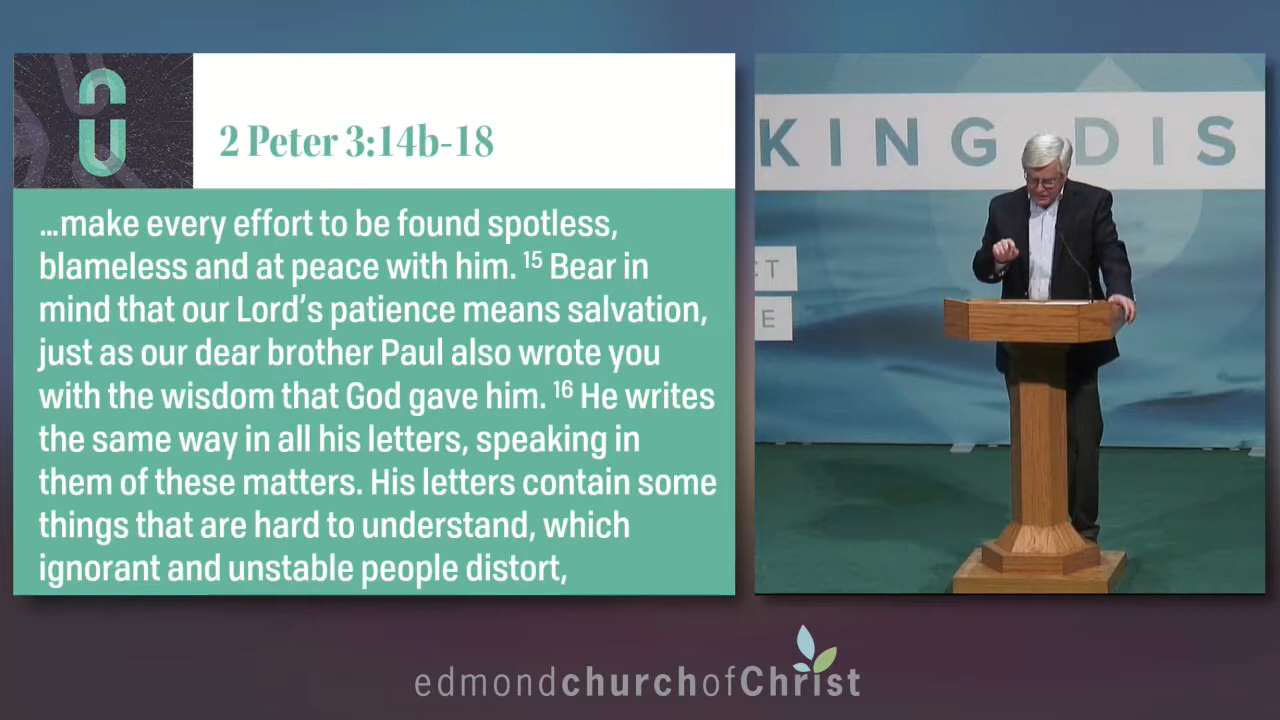 2 Peter 3:14b-18
...make every effort to be found spotless,
blameless and at peace with him. 15 Bear in
mind that our Lord's patience means salvation,
just as our dear brother Paul also wrote you
with the wisdom that God gave him. 16 He writes
the same way in all his letters, speaking in
them of these matters. His letters contain some
things that are hard to understand, which
ignorant and unstable people distort,
KING DIS
CT
E
edmondchurchofChrist